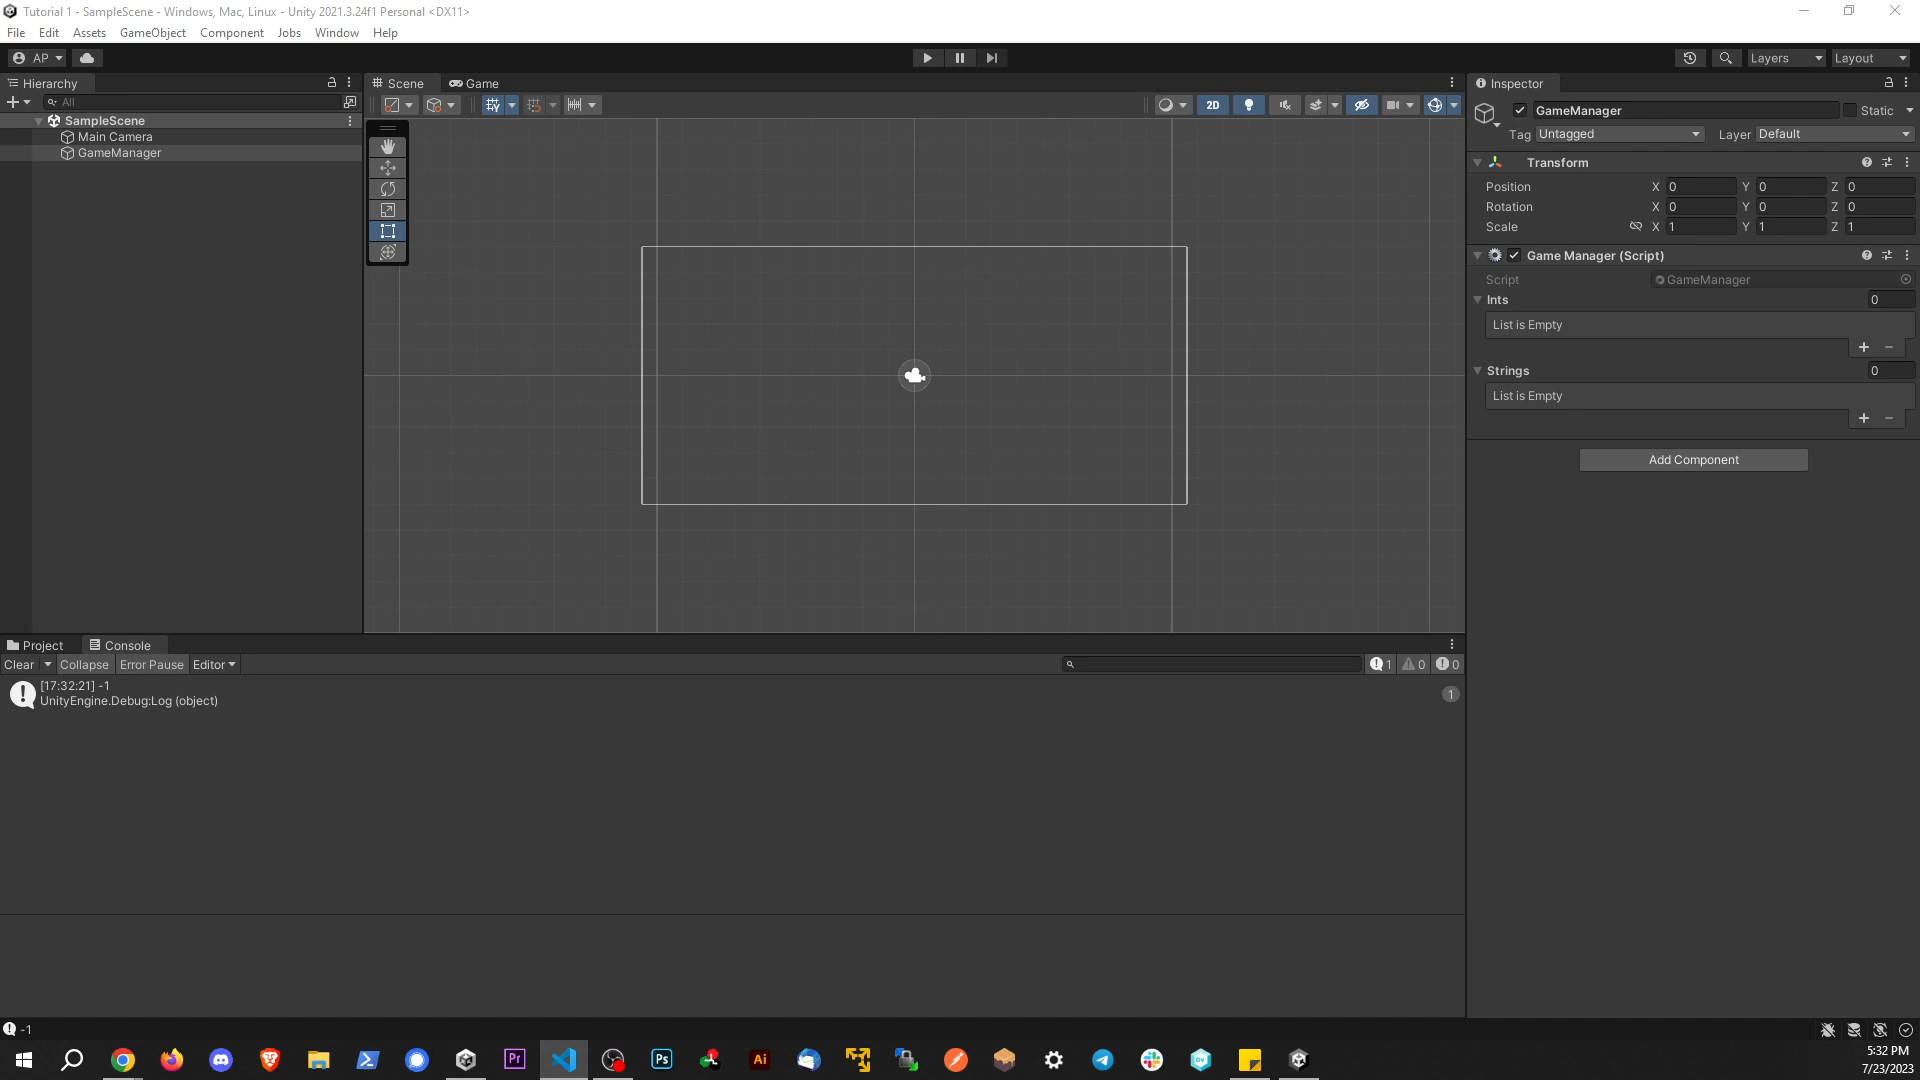 Tutorial 1 - SampleScene - Windows, Mac, Linux - Unity 2021.3.24f1 Personal <DX11>
File Edit Assets GameObject Component Jobs Window Help
AP
Layers Layout
Hierarchy
All
SampleScene
Main Camera
GameManager
Scene Game
2D
Inspector
GameManager Static
Tag Untagged Layer Default
Transform
Position X 0 Y 0 Z 0
Rotation X 0 Y 0 Z 0
Scale X 1 Y 1 Z 1
Game Manager (Script)
Script GameManager
Ints 0
List is Empty
Strings 0
List is Empty
Add Component
Project Console
Clear Collapse Error Pause Editor 1 0 0
[17:32:21] -1
UnityEngine.Debug:Log (object)
1
-1
Pr Ps Ai
5:32 PM
7/23/2023